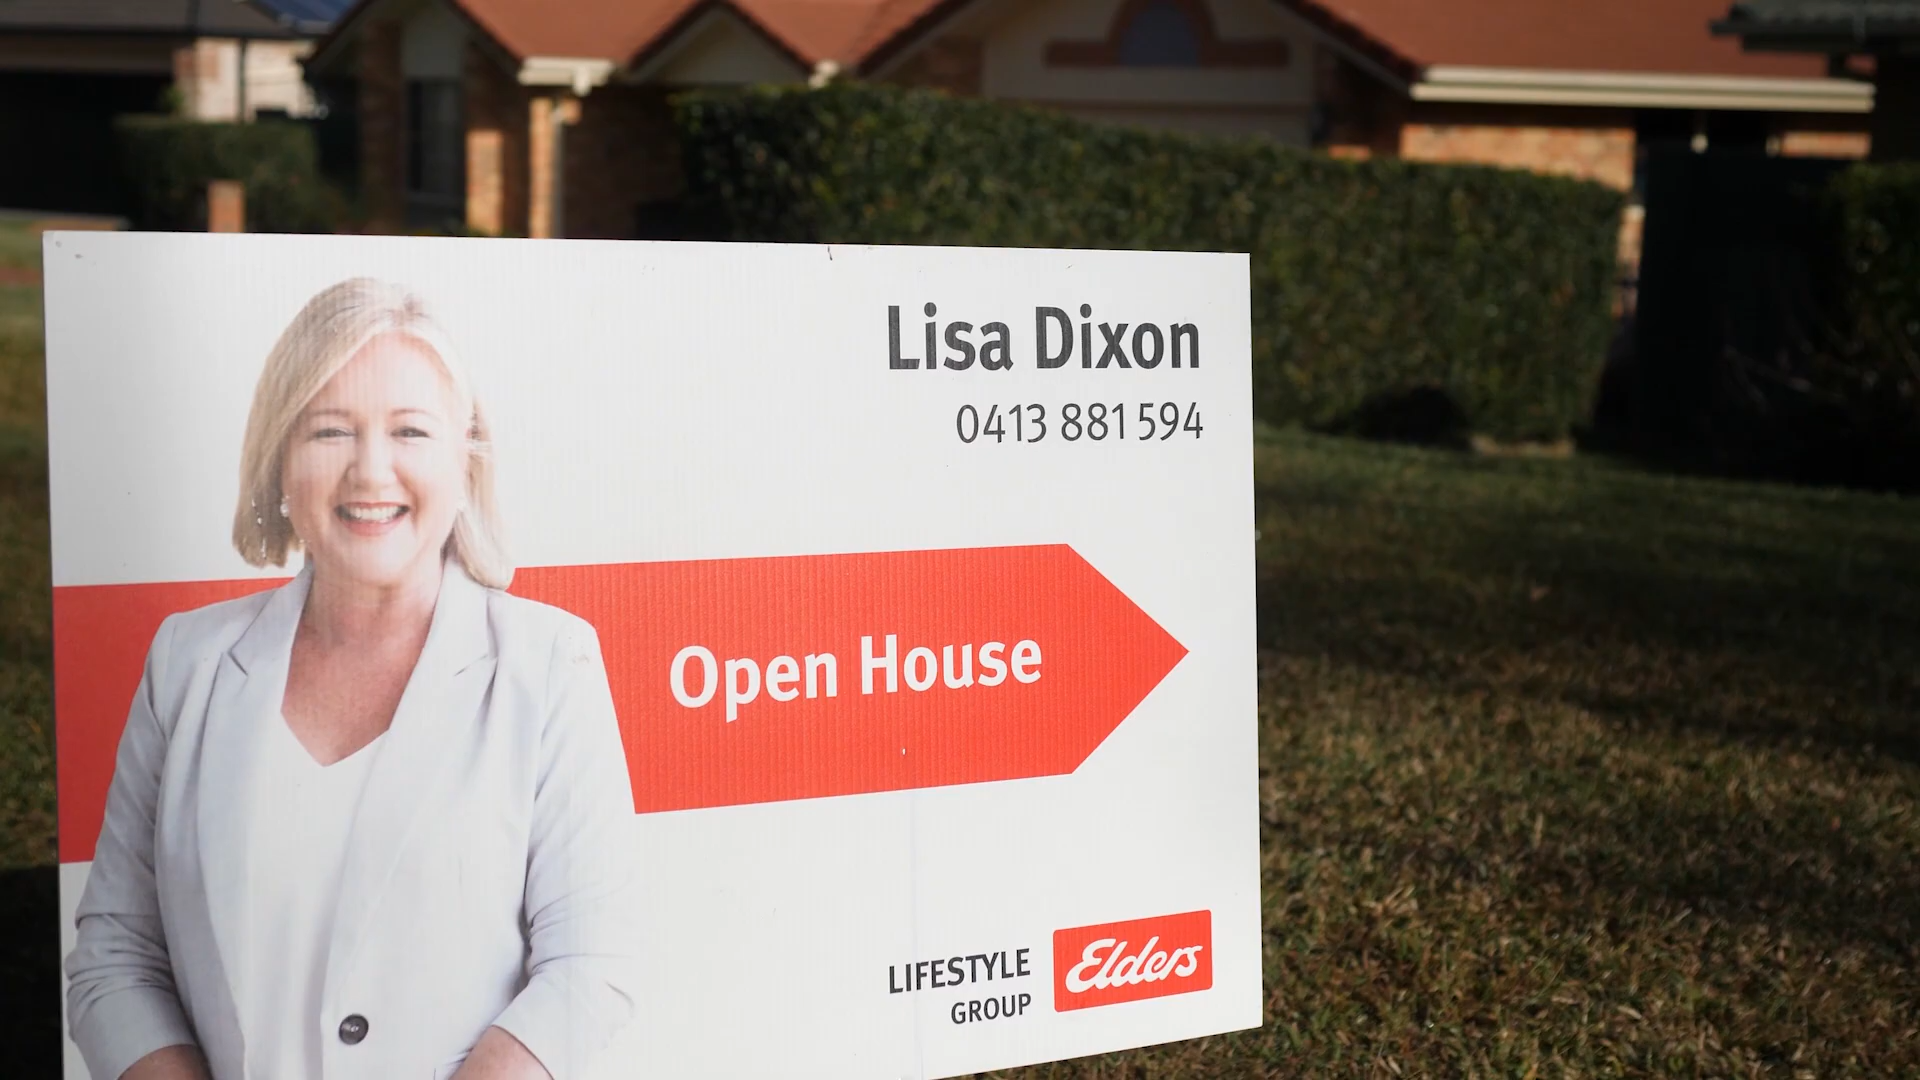 Lisa Dixon
0413 881 594
Open House
LIFESTYLE
GROUP
Elders